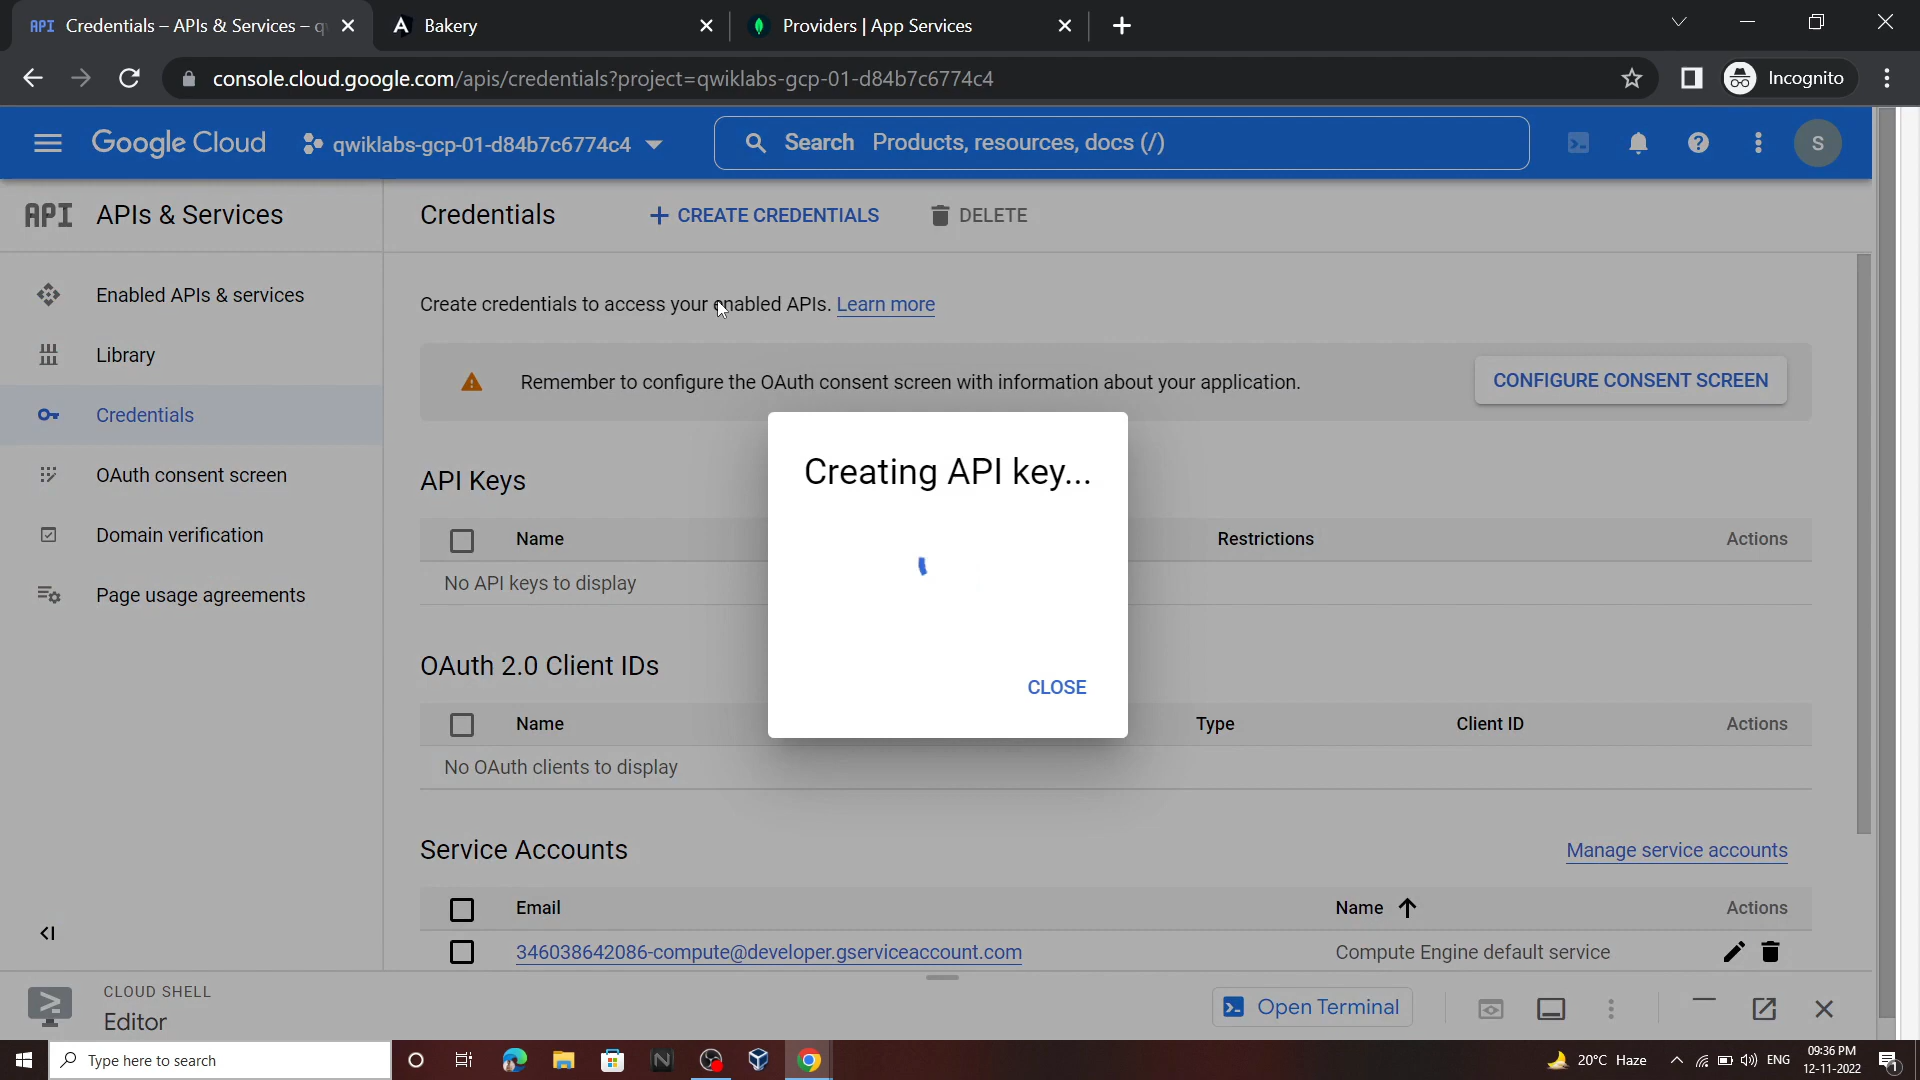 API Credentials – APIs & Services – q
Bakery
Providers | App Services
console.cloud.google.com/apis/credentials?project=qwiklabs-gcp-01-d84b7c6774c4
Incognito
Google Cloud
qwiklabs-gcp-01-d84b7c6774c4
Search Products, resources, docs (/)
S
API APIs & Services
Credentials
+ CREATE CREDENTIALS
DELETE
Enabled APIs & services
Library
Credentials
OAuth consent screen
Domain verification
Page usage agreements
Create credentials to access your enabled APIs. Learn more
Remember to configure the OAuth consent screen with information about your application.
CONFIGURE CONSENT SCREEN
Creating API key...
CLOSE
API Keys
Name
Restrictions
Actions
No API keys to display
OAuth 2.0 Client IDs
Name
Type
Client ID
Actions
No OAuth clients to display
Service Accounts
Manage service accounts
Email
Name
Actions
346038642086-compute@developer.gserviceaccount.com
Compute Engine default service
CLOUD SHELL
Editor
Open Terminal
Type here to search
20°C Haze
ENG
09:36 PM
12-11-2022
1